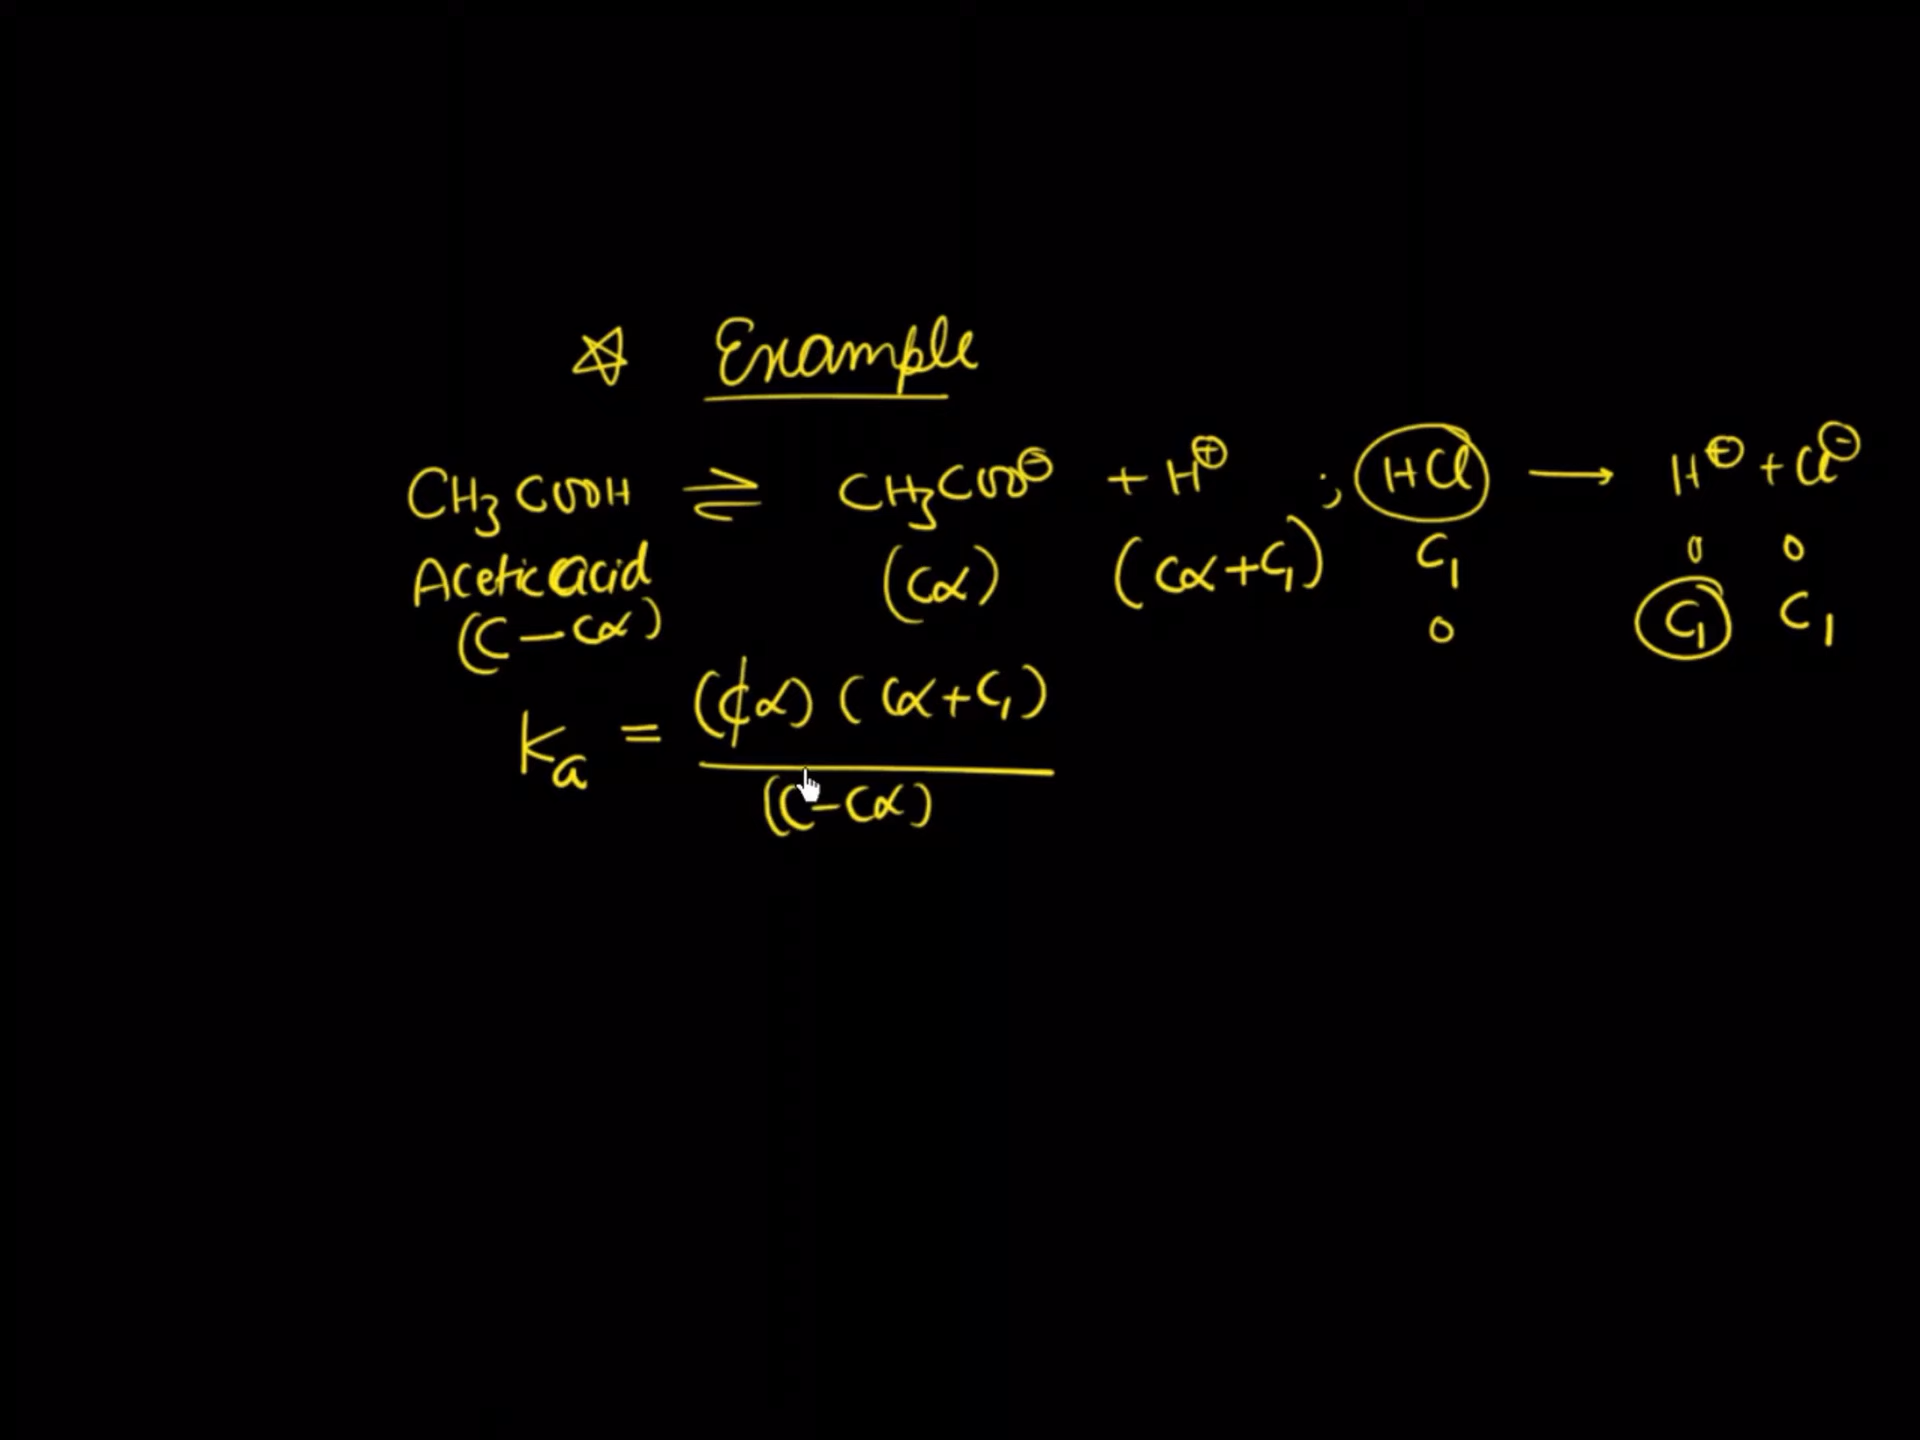 ☆ Example
CH₃COOH ⇌ CH₃COO⊖ + H⊕ ; HCl ⟶ H⊕ + Cl⊖
Acetic acid (Cα) (Cα+C₁) C₁ 0 0
(C−Cα) 0 C₁ C₁
Ka = (Cα) (Cα+C₁)
(C−Cα)